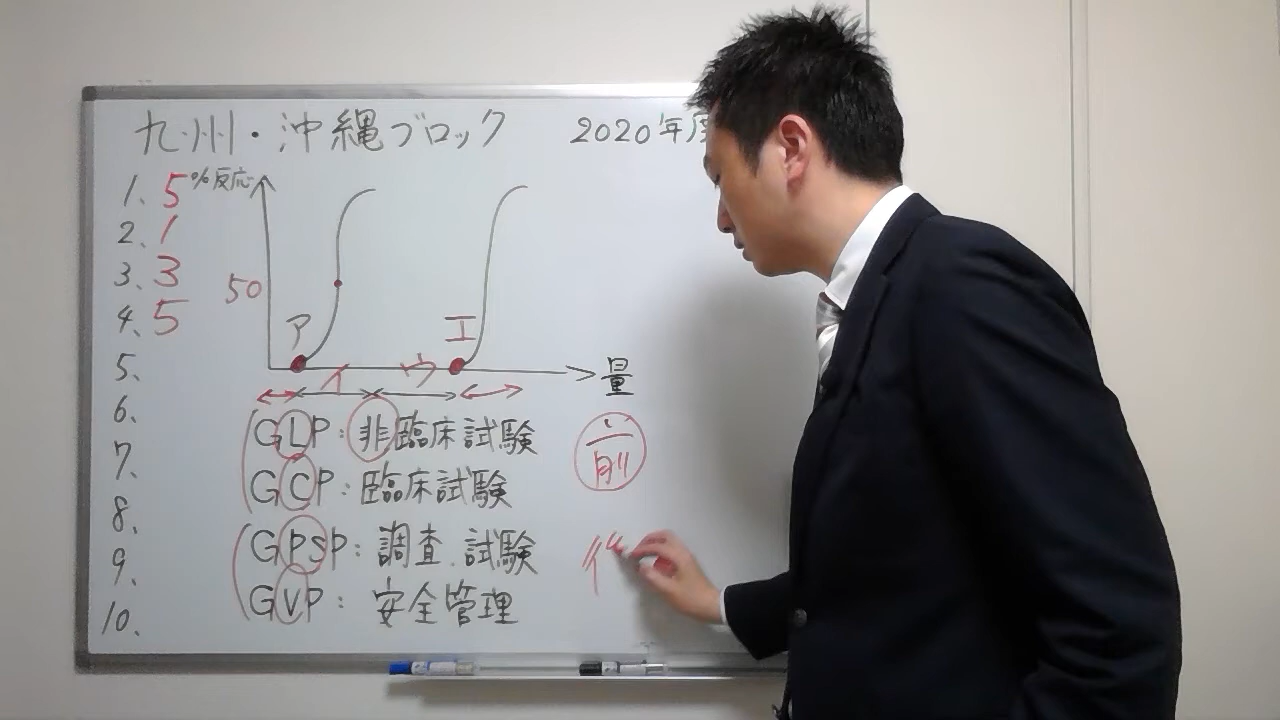 九州・沖縄ブロック 2020年度
1. 5
%反応
2. 1
3. 3
50
4. 5
ア
エ
5.
イ
ウ
量
6.
GLP:非臨床試験
前
7.
GCP:臨床試験
8.
GPSP:調査.試験
後
9.
GVP:安全管理
10.